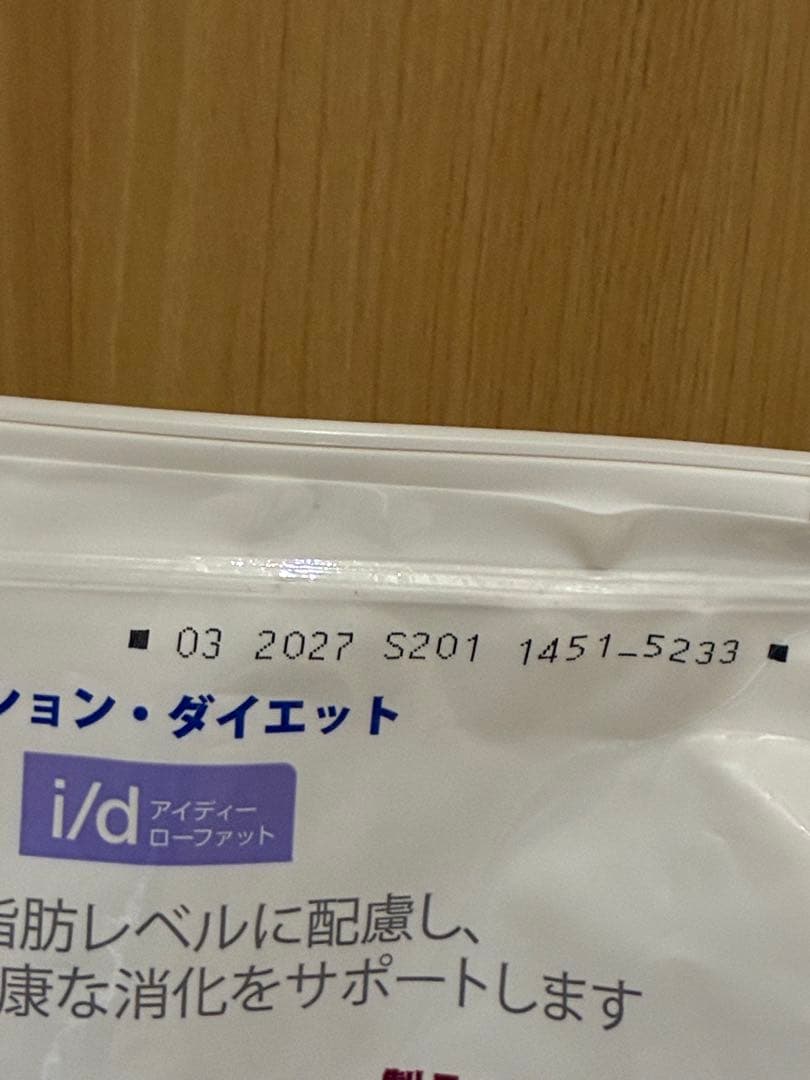 03 2027 S201 1451-5233
ション・ダイエット
i/d アイディー
ローファット
脂肪レベルに配慮し、
康な消化をサポートします